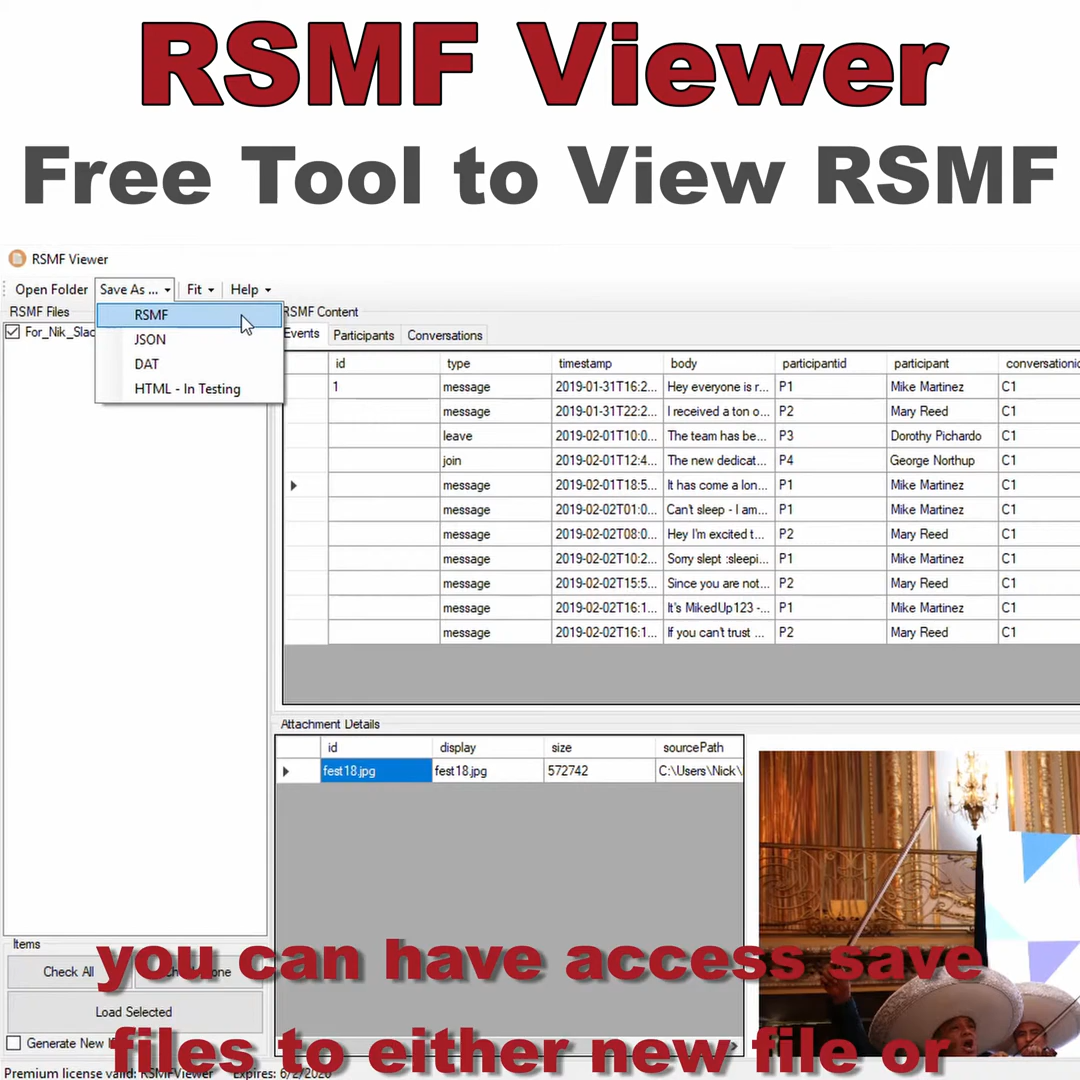 RSMF Viewer
Free Tool to View RSMF
RSMF Viewer
Open Folder Save As ... Fit Help
RSMF Files RSMF Content
For_Nik_Slac
RSMF
JSON
DAT
HTML - In Testing
Events Participants Conversations
id type timestamp body participantid participant conversationid
1 message 2019-01-31T16:2... Hey everyone is r... P1 Mike Martinez C1
message 2019-01-31T22:2... I received a ton o... P2 Mary Reed C1
leave 2019-02-01T10:0... The team has be... P3 Dorothy Pichardo C1
join 2019-02-01T12:4... The new dedicat... P4 George Northup C1
message 2019-02-01T18:5... It has come a lon... P1 Mike Martinez C1
message 2019-02-02T01:0... Can't sleep - I am... P1 Mike Martinez C1
message 2019-02-02T08:0... Hey I'm excited t... P2 Mary Reed C1
message 2019-02-02T10:2... Sorry slept :sleepi... P1 Mike Martinez C1
message 2019-02-02T15:5... Since you are not... P2 Mary Reed C1
message 2019-02-02T16:1... It's MikedUp123 -... P1 Mike Martinez C1
message 2019-02-02T16:1... If you can't trust ... P2 Mary Reed C1
Attachment Details
id display size sourcePath
fest18.jpg fest18.jpg 572742 C:\Users\Nick\
Items
Check All
you can have access save
Load Selected
Generate New
files to either new file or
Premium license valid: RSMFViewer Expires: 6/2/2026